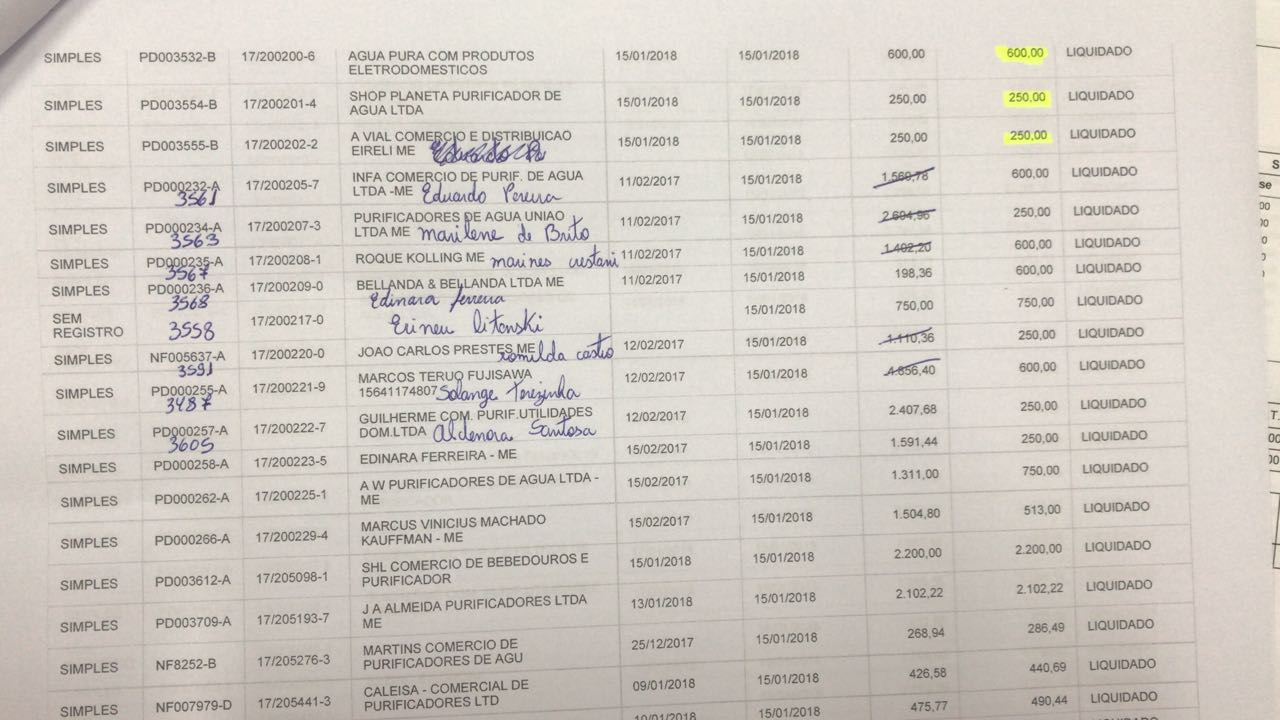 SIMPLES PD003532-B 17/200200-6 AGUA PURA COM PRODUTOS 15/01/2018 15/01/2018 600,00 600,00 LIQUIDADO
ELETRODOMESTICOS
SIMPLES PD003554-B 17/200201-4 SHOP PLANETA PURIFICADOR DE 15/01/2018 15/01/2018 250,00 250,00 LIQUIDADO
AGUA LTDA
SIMPLES PD003555-B 17/200202-2 A VIAL COMERCIO E DISTRIBUICAO 15/01/2018 15/01/2018 250,00 250,00 LIQUIDADO
EIRELI ME
SIMPLES PD000232-A 17/200205-7 INFA COMERCIO DE PURIF. DE AGUA 11/02/2017 15/01/2018 1.569,78 600,00 LIQUIDADO
3561 LTDA -ME Eduardo Pereira
SIMPLES PD000234-A 17/200207-3 PURIFICADORES DE AGUA UNIAO 11/02/2017 15/01/2018 2.604,96 250,00 LIQUIDADO
3563 LTDA ME marilene de Brito
SIMPLES PD000235-A 17/200208-1 ROQUE KOLLING ME marines cristani 11/02/2017 15/01/2018 1.402,20 600,00 LIQUIDADO
3567
SIMPLES PD000236-A 17/200209-0 BELLANDA & BELLANDA LTDA ME 11/02/2017 15/01/2018 198,36 600,00 LIQUIDADO
3568 Edinara ferreira
SEM REGISTRO 3558 17/200217-0 Erineu 15/01/2018 750,00 750,00 LIQUIDADO
SIMPLES NF005637-A 17/200220-0 JOAO CARLOS PRESTES ME romilda castro 12/02/2017 15/01/2018 1.110,36 250,00 LIQUIDADO
3591
SIMPLES PD000255-A 17/200221-9 MARCOS TERUO FUJISAWA 12/02/2017 15/01/2018 4.856,40 600,00 LIQUIDADO
3487 15641174807 Solange Terezinha
SIMPLES PD000257-A 17/200222-7 GUILHERME COM. PURIF.UTILIDADES 12/02/2017 15/01/2018 2.407,68 250,00 LIQUIDADO
3605 DOM.LTDA Aldenora Santosa
SIMPLES PD000258-A 17/200223-5 EDINARA FERREIRA - ME 15/02/2017 15/01/2018 1.591,44 250,00 LIQUIDADO
SIMPLES PD000262-A 17/200225-1 A W PURIFICADORES DE AGUA LTDA - 15/02/2017 15/01/2018 1.311,00 750,00 LIQUIDADO
ME
SIMPLES PD000266-A 17/200229-4 MARCUS VINICIUS MACHADO 15/02/2017 15/01/2018 1.504,80 513,00 LIQUIDADO
KAUFFMAN - ME
SIMPLES PD003612-A 17/205098-1 SHL COMERCIO DE BEBEDOUROS E 15/01/2018 15/01/2018 2.200,00 2.200,00 LIQUIDADO
PURIFICADOR
SIMPLES PD003709-A 17/205193-7 J A ALMEIDA PURIFICADORES LTDA 13/01/2018 15/01/2018 2.102,22 2.102,22 LIQUIDADO
ME
SIMPLES NF8252-B 17/205276-3 MARTINS COMERCIO DE 25/12/2017 15/01/2018 268,94 286,49 LIQUIDADO
PURIFICADORES DE AGU
SIMPLES NF007979-D 17/205441-3 CALEISA - COMERCIAL DE 09/01/2018 15/01/2018 426,58 440,69 LIQUIDADO
PURIFICADORES LTD
15/01/2018 475,77 490,44 LIQUIDADO